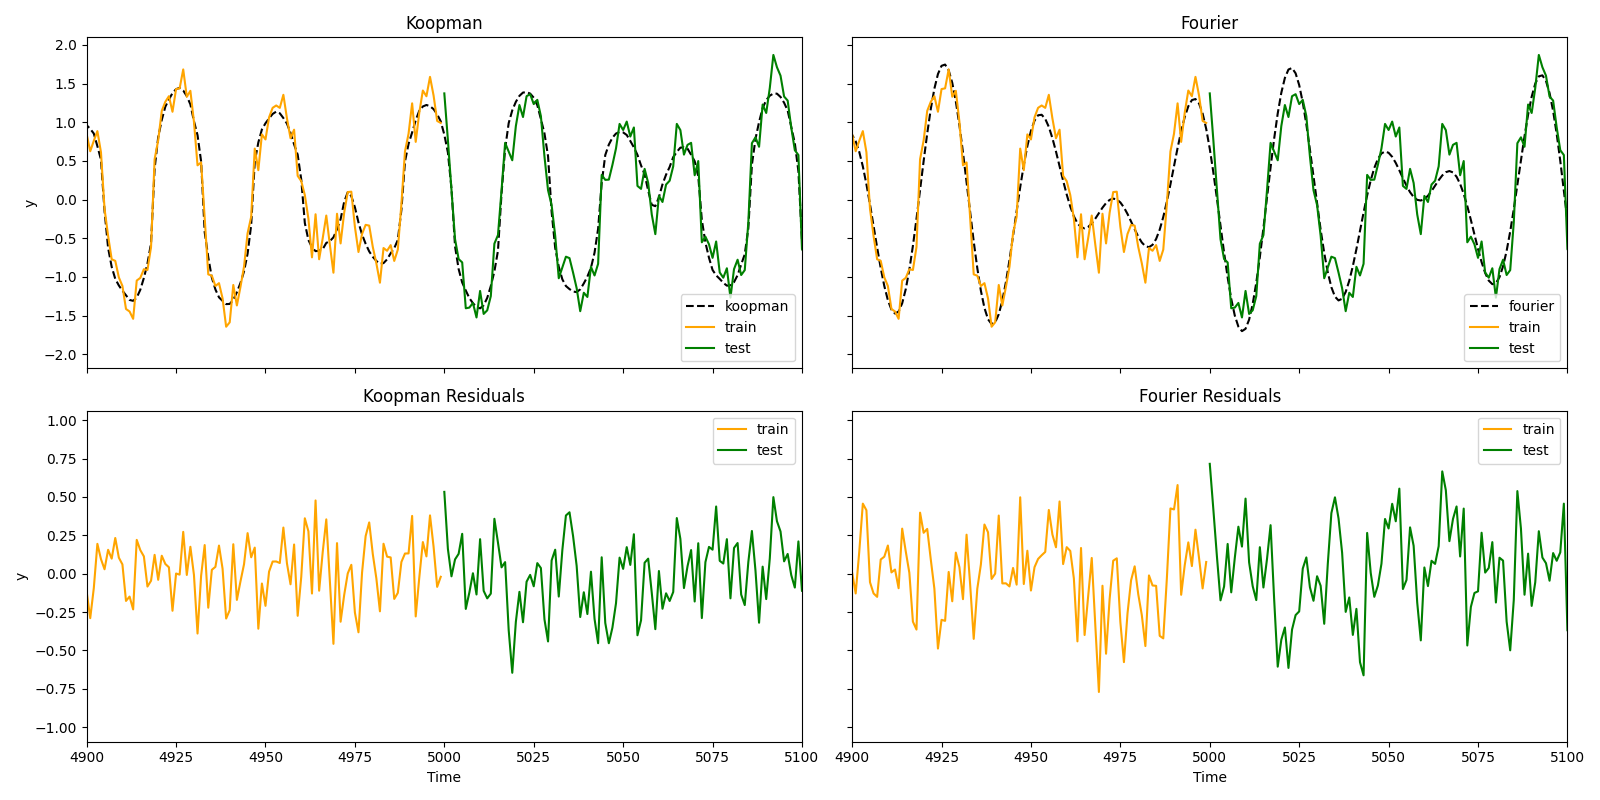 Koopman
Fourier
2.0
1.5
1.0
0.5
0.0
−0.5
−1.0
−1.5
−2.0
y
koopman
train
test
fourier
train
test
Koopman Residuals
Fourier Residuals
1.00
0.75
0.50
0.25
0.00
−0.25
−0.50
−0.75
−1.00
y
train
test
train
test
4900 4925 4950 4975 5000 5025 5050 5075 5100
4900 4925 4950 4975 5000 5025 5050 5075 5100
Time
Time